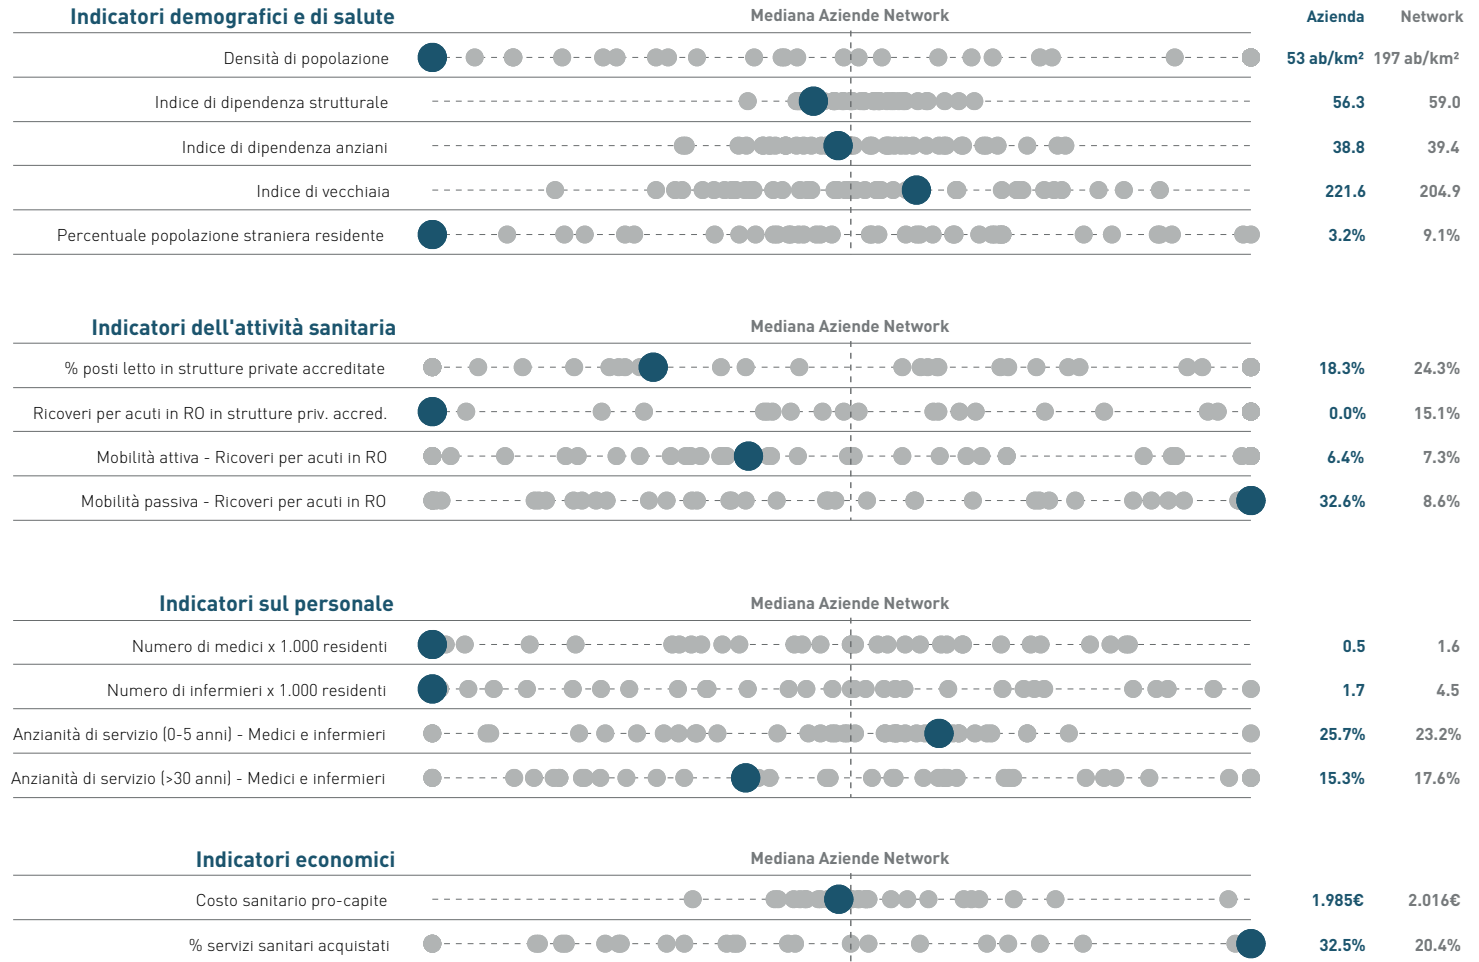 Indicatori demografici e di salute Mediana Aziende Network Azienda Network
Densità di popolazione 53 ab/km² 197 ab/km²
Indice di dipendenza strutturale 56.3 59.0
Indice di dipendenza anziani 38.8 39.4
Indice di vecchiaia 221.6 204.9
Percentuale popolazione straniera residente 3.2% 9.1%
Indicatori dell'attività sanitaria Mediana Aziende Network
% posti letto in strutture private accreditate 18.3% 24.3%
Ricoveri per acuti in RO in strutture priv. accred. 0.0% 15.1%
Mobilità attiva - Ricoveri per acuti in RO 6.4% 7.3%
Mobilità passiva - Ricoveri per acuti in RO 32.6% 8.6%
Indicatori sul personale Mediana Aziende Network
Numero di medici x 1.000 residenti 0.5 1.6
Numero di infermieri x 1.000 residenti 1.7 4.5
Anzianità di servizio (0-5 anni) - Medici e infermieri 25.7% 23.2%
Anzianità di servizio (>30 anni) - Medici e infermieri 15.3% 17.6%
Indicatori economici Mediana Aziende Network
Costo sanitario pro-capite 1.985€ 2.016€
% servizi sanitari acquistati 32.5% 20.4%